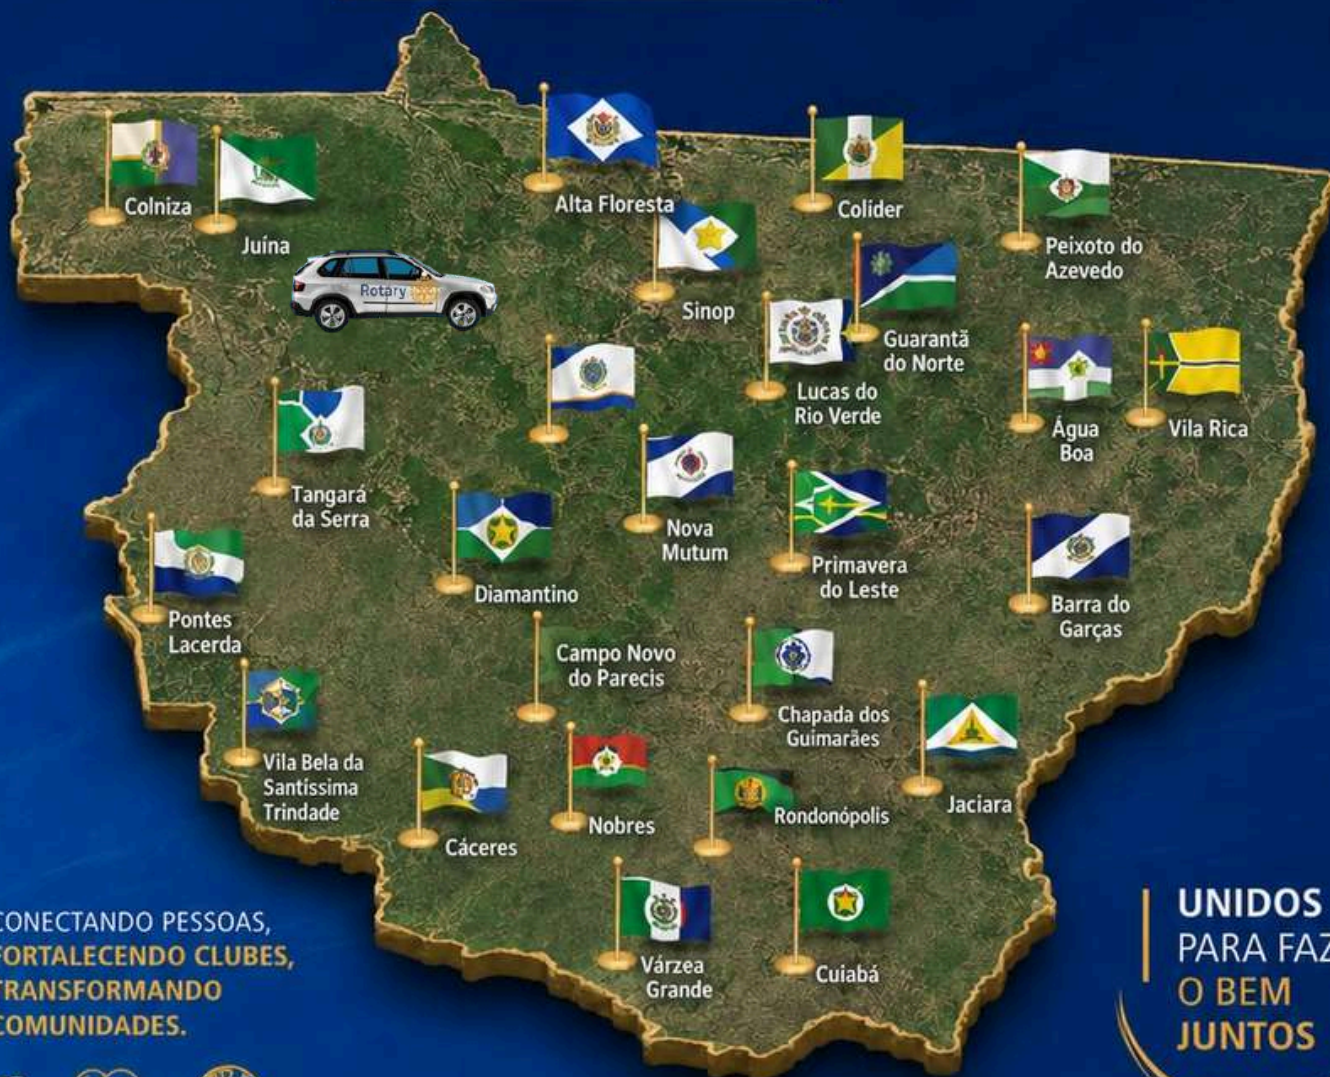 Colniza
Juína
Alta Floresta
Colider
Peixoto do
Azevedo
Rotary
Sinop
Guarantã
do Norte
Lucas do
Rio Verde
Água
Boa
Vila Rica
Tangará
da Serra
Nova
Mutum
Diamantino
Primavera
do Leste
Barra do
Garças
Pontes
Lacerda
Campo Novo
do Parecis
Chapada dos
Guimarães
Vila Bela da
Santíssima
Trindade
Jaciara
Cáceres
Nobres
Rondonópolis
Várzea
Grande
Cuiabá
CONECTANDO PESSOAS,
FORTALECENDO CLUBES,
TRANSFORMANDO
COMUNIDADES.
UNIDOS
PARA FAZ
O BEM
JUNTOS